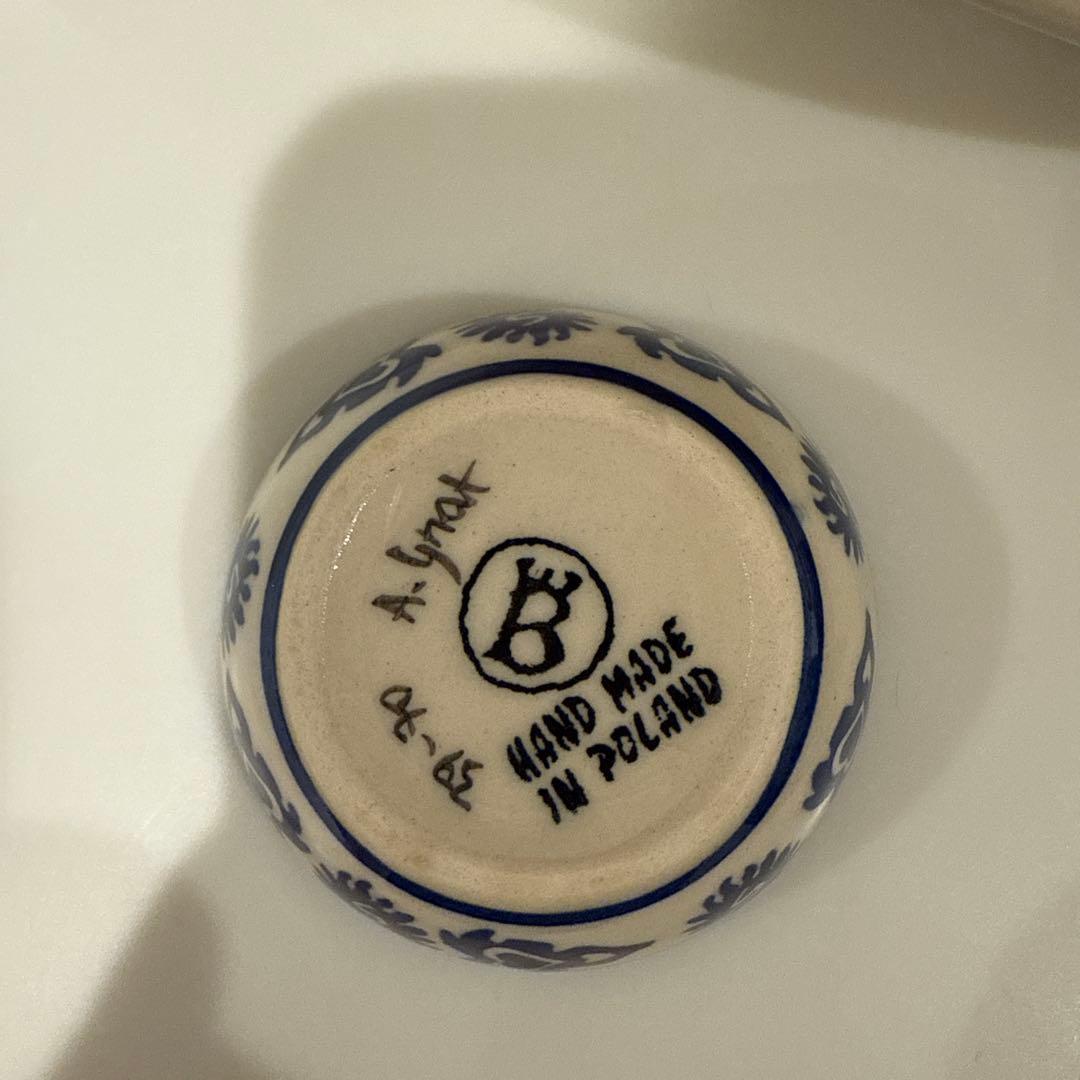 A. Gnat
B
HAND MADE
IN POLAND